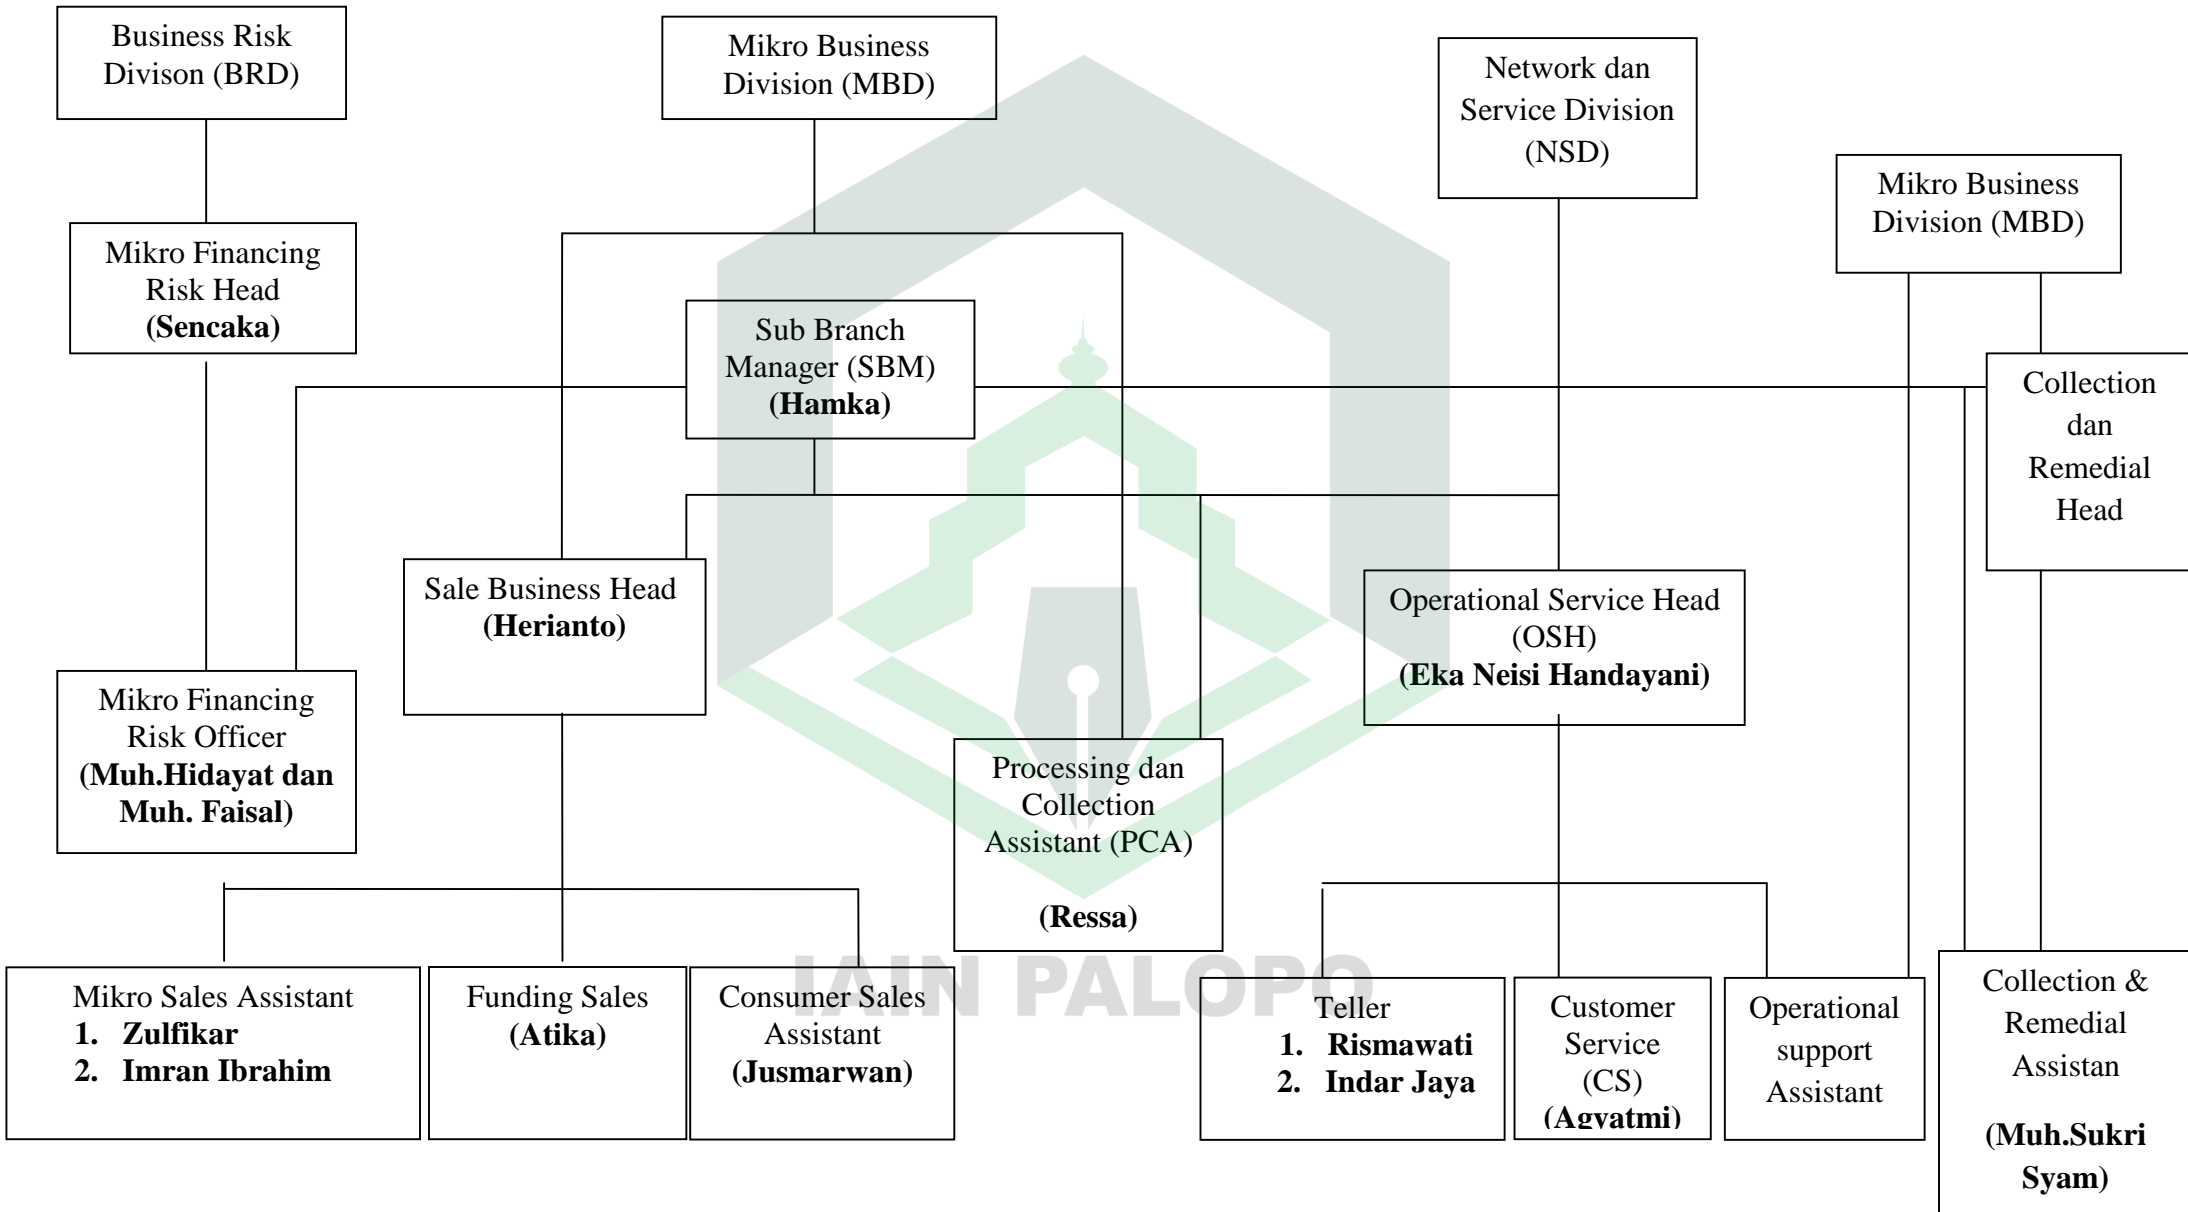 Business Risk
Divison (BRD)
Mikro Business
Division (MBD)
Network dan
Service Division
(NSD)
Mikro Business
Division (MBD)
Mikro Financing
Risk Head
(Sencaka)
Sub Branch
Manager (SBM)
(Hamka)
Collection
dan
Remedial
Head
Sale Business Head
(Herianto)
Operational Service Head
(OSH)
(Eka Neisi Handayani)
Mikro Financing
Risk Officer
(Muh.Hidayat dan
Muh. Faisal)
Processing dan
Collection
Assistant (PCA)
(Ressa)
Mikro Sales Assistant
1. Zulfikar
2. Imran Ibrahim
Funding Sales
(Atika)
Consumer Sales
Assistant
(Jusmarwan)
Teller
1. Rismawati
2. Indar Jaya
Customer
Service
(CS)
Operational
support
Assistant
Collection &
Remedial
Assistan
(Muh.Sukri
Syam)
IAIN PALOPO